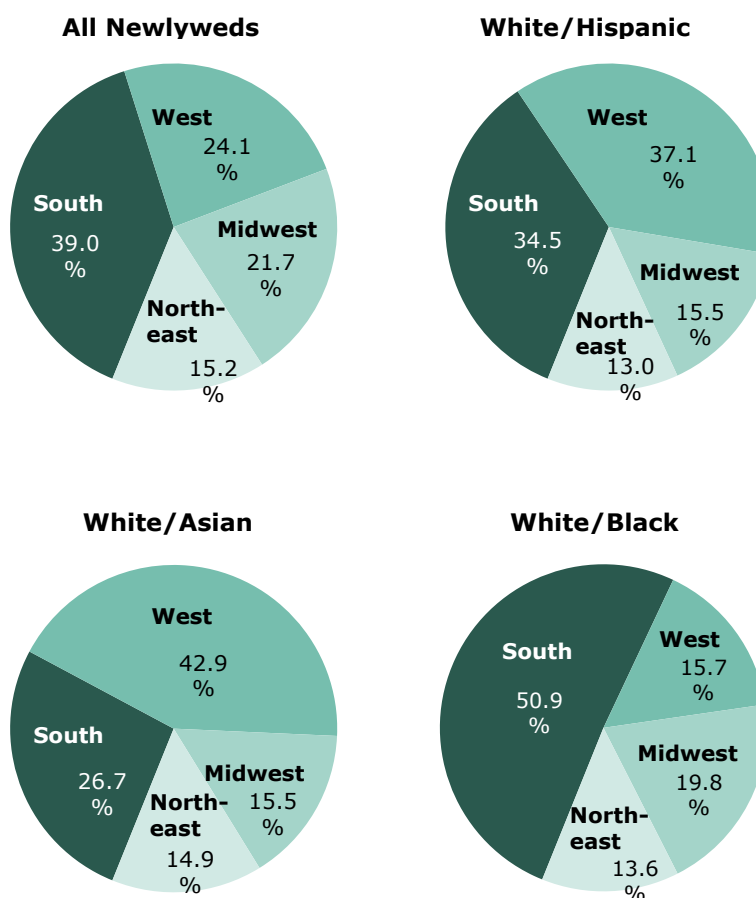 All Newlyweds
West
24.1
%
South
39.0
%
Midwest
21.7
%
North-
east
15.2
%
White/Hispanic
West
37.1
%
South
34.5
%
Midwest
15.5
%
North-
east
13.0
%
White/Asian
West
42.9
%
South
26.7
%
Midwest
15.5
%
North-
east
14.9
%
White/Black
South
50.9
%
West
15.7
%
Midwest
19.8
%
North-
east
13.6
%